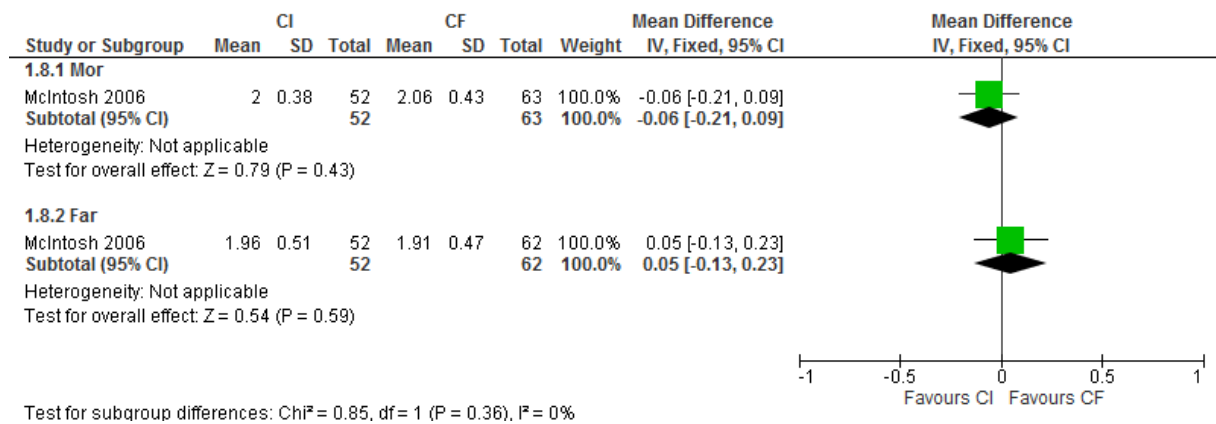 CI CF Mean Difference Mean Difference
Study or Subgroup Mean SD Total Mean SD Total Weight IV, Fixed, 95% CI IV, Fixed, 95% CI
1.8.1 Mor
McIntosh 2006 2 0.38 52 2.06 0.43 63 100.0% -0.06 [-0.21, 0.09]
Subtotal (95% CI) 52 63 100.0% -0.06 [-0.21, 0.09]
Heterogeneity: Not applicable
Test for overall effect: Z = 0.79 (P = 0.43)
1.8.2 Far
McIntosh 2006 1.96 0.51 52 1.91 0.47 62 100.0% 0.05 [-0.13, 0.23]
Subtotal (95% CI) 52 62 100.0% 0.05 [-0.13, 0.23]
Heterogeneity: Not applicable
Test for overall effect: Z = 0.54 (P = 0.59)
-1 -0.5 0 0.5 1
Favours CI Favours CF
Test for subgroup differences: Chi² = 0.85, df = 1 (P = 0.36), I² = 0%